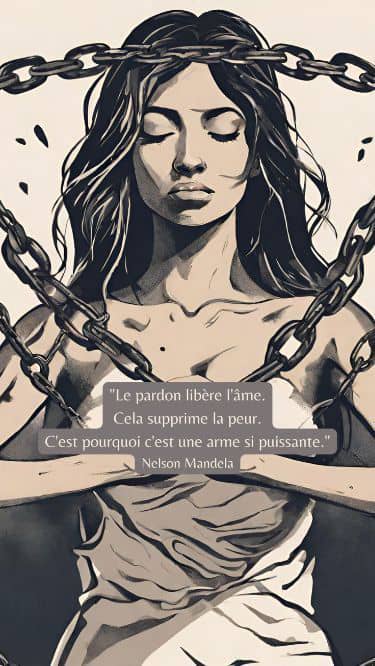 "Le pardon libère l'âme.
Cela supprime la peur.
C'est pourquoi c'est une arme si puissante."
Nelson Mandela